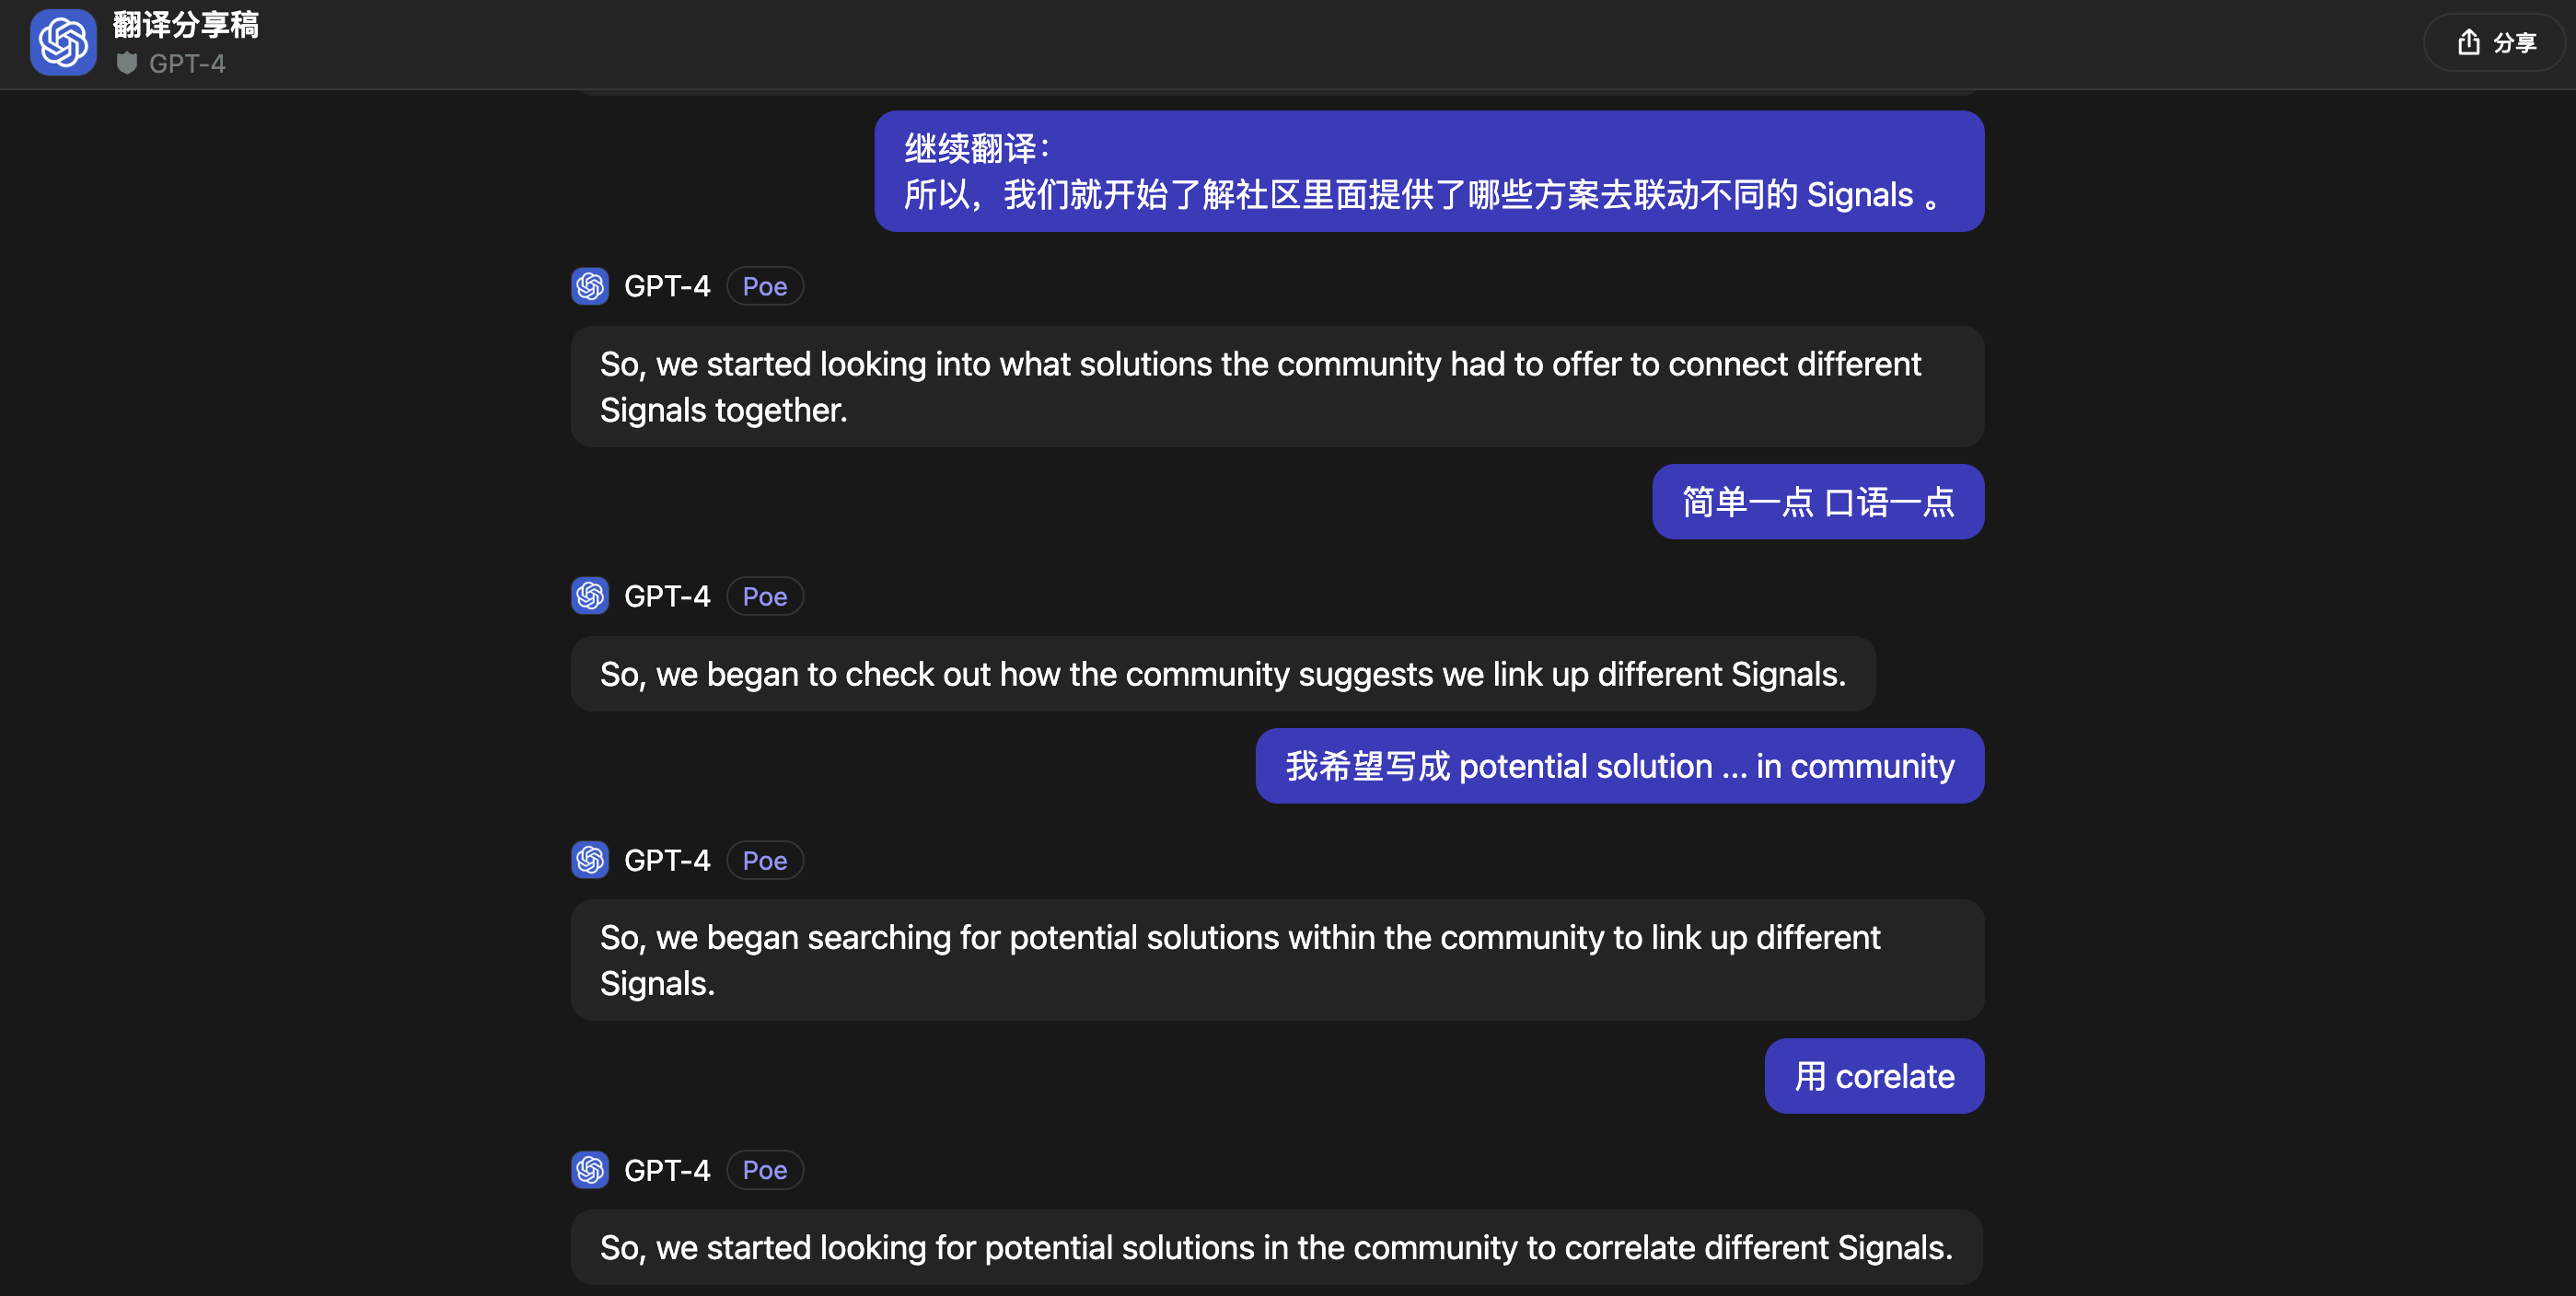 翻译分享稿
GPT-4
分享
继续翻译：
所以，我们就开始了解社区里面提供了哪些方案去联动不同的 Signals 。
GPT-4 Poe
So, we started looking into what solutions the community had to offer to connect different
Signals together.
简单一点 口语一点
GPT-4 Poe
So, we began to check out how the community suggests we link up different Signals.
我希望写成 potential solution ... in community
GPT-4 Poe
So, we began searching for potential solutions within the community to link up different
Signals.
用 corelate
GPT-4 Poe
So, we started looking for potential solutions in the community to correlate different Signals.